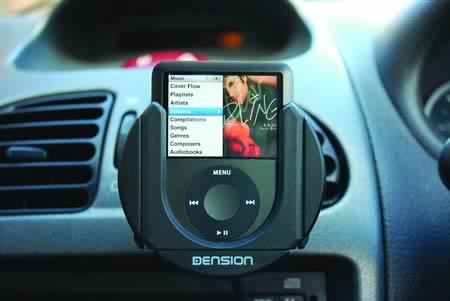 Music
Cover Flow
Playlists
Artists
Albums
Compilations
Songs
Genres
Composers
Audiobooks
MENU
DENSION